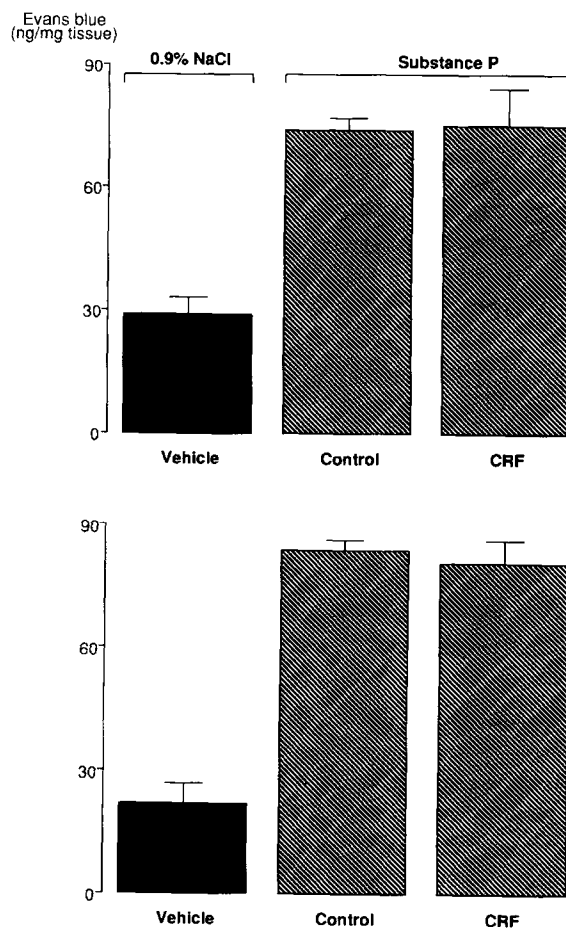 Evans blue
(ng/mg tissue)
90
0.9% NaCl
Substance P
60
30
0
Vehicle
Control
CRF
90
60
30
0
Vehicle
Control
CRF